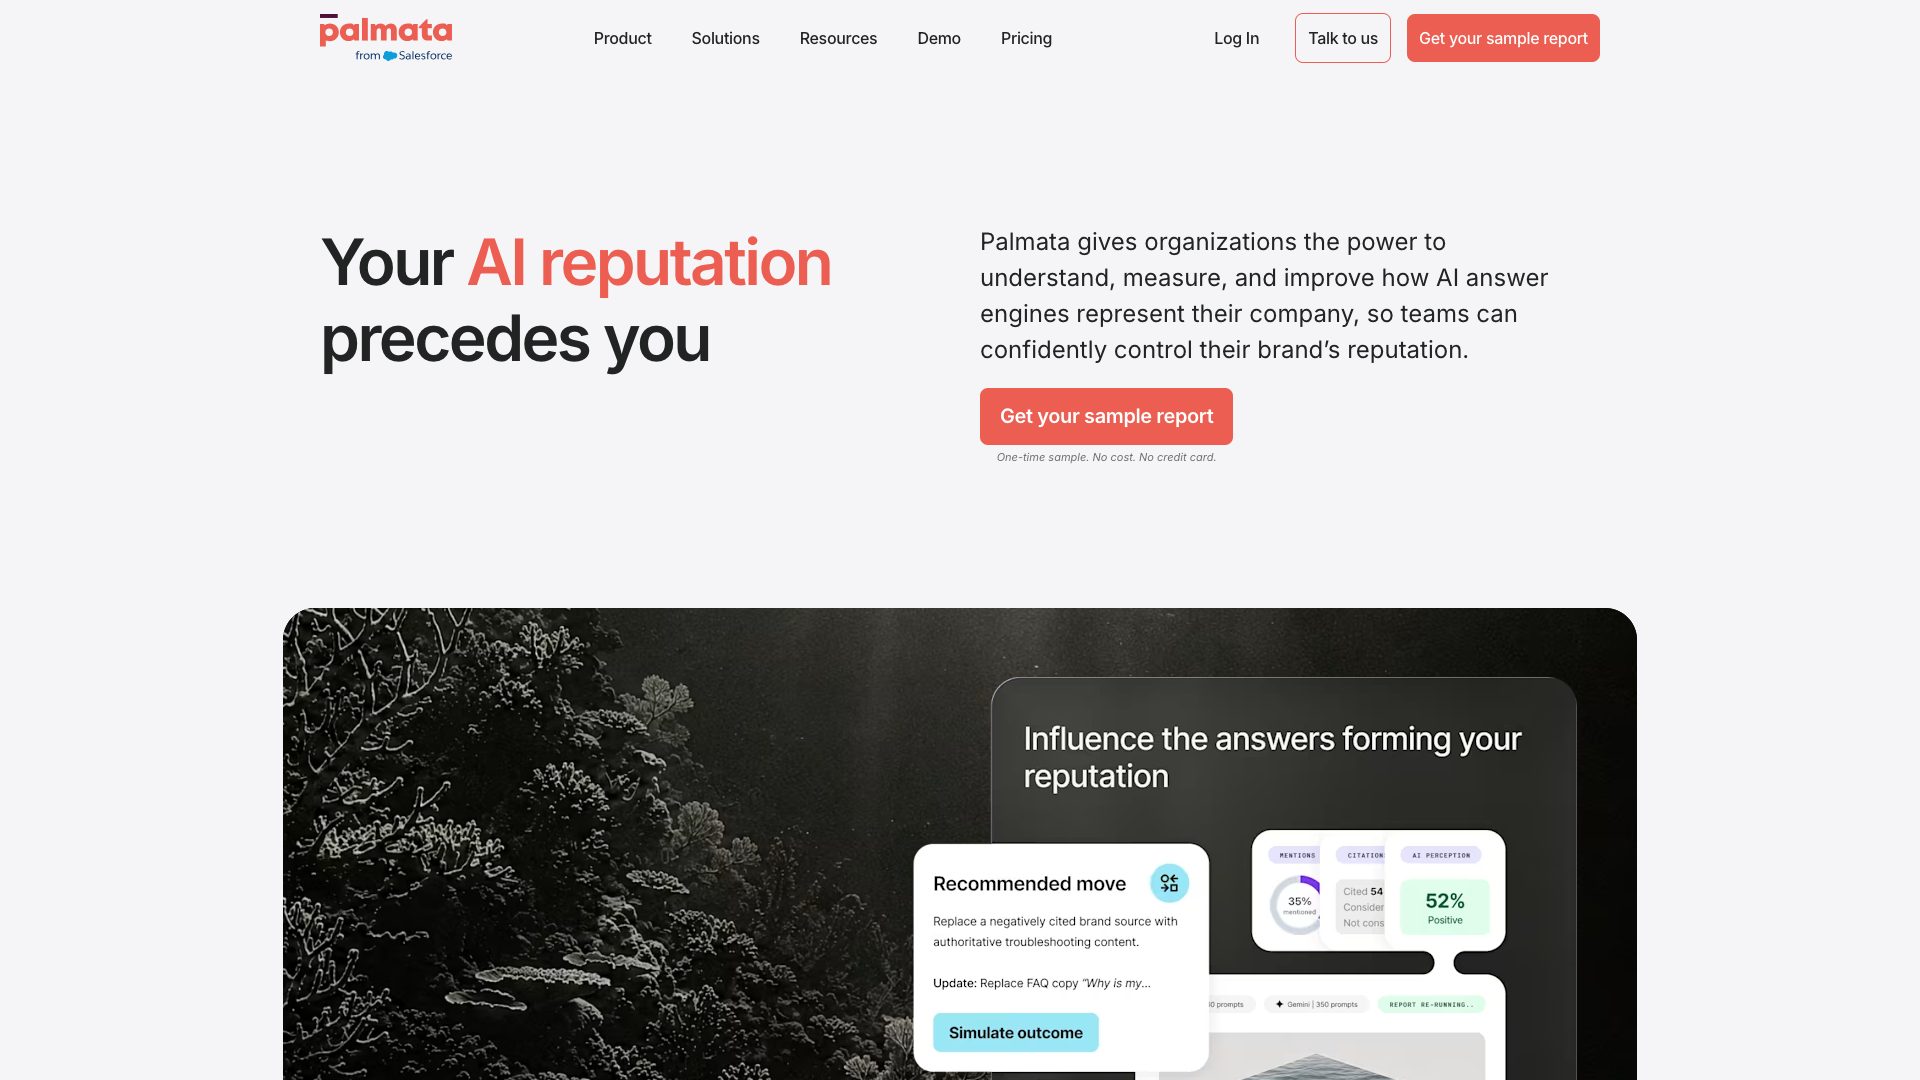 palmata
from Salesforce
Product
Solutions
Resources
Demo
Pricing
Log In
Talk to us
Get your sample report
Your AI reputation
precedes you
Palmata gives organizations the power to
understand, measure, and improve how AI answer
engines represent their company, so teams can
confidently control their brand’s reputation.
Get your sample report
One-time sample. No cost. No credit card.
Influence the answers forming your
reputation
MENTIONS
35%
mentioned
Cited 54
AI PERCEPTION
52%
Positive
Recommended move
Replace a negatively cited brand source with
authoritative troubleshooting content.
Update: Replace FAQ copy “Why is my...
Simulate outcome
prompts
Gemini | 350 prompts
REPORT RE-RUNNING..